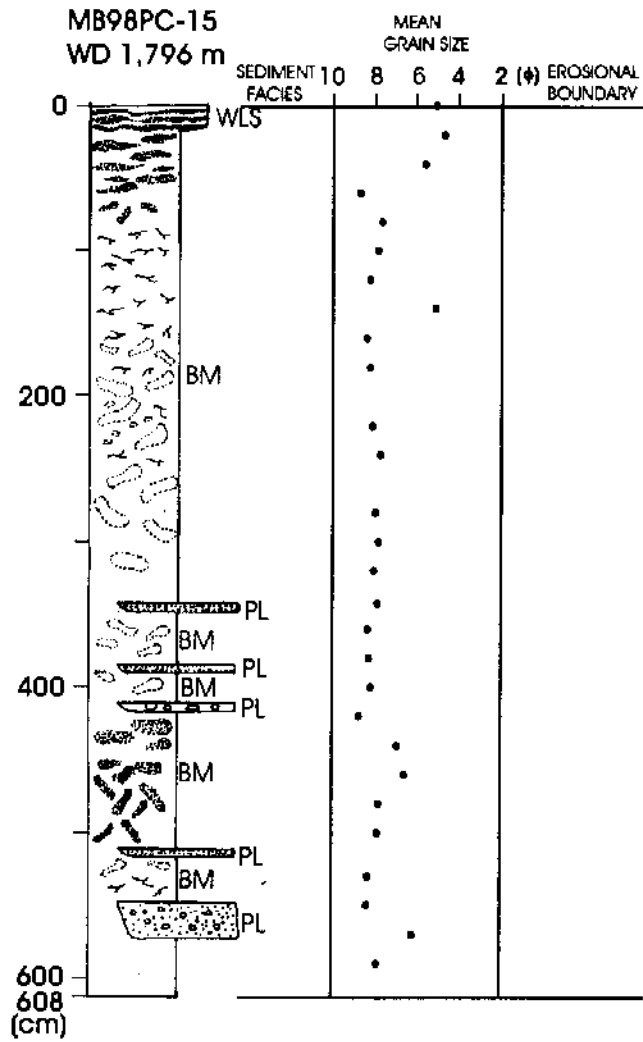 MB98PC-15
WD 1,796 m
MEAN
GRAIN SIZE
SEDIMENT
FACIES
10 8 6 4 2 (ϕ)
EROSIONAL
BOUNDARY
0
WLS
200
BM
PL
BM
PL
400
BM
PL
BM
PL
BM
PL
600
608
(cm)